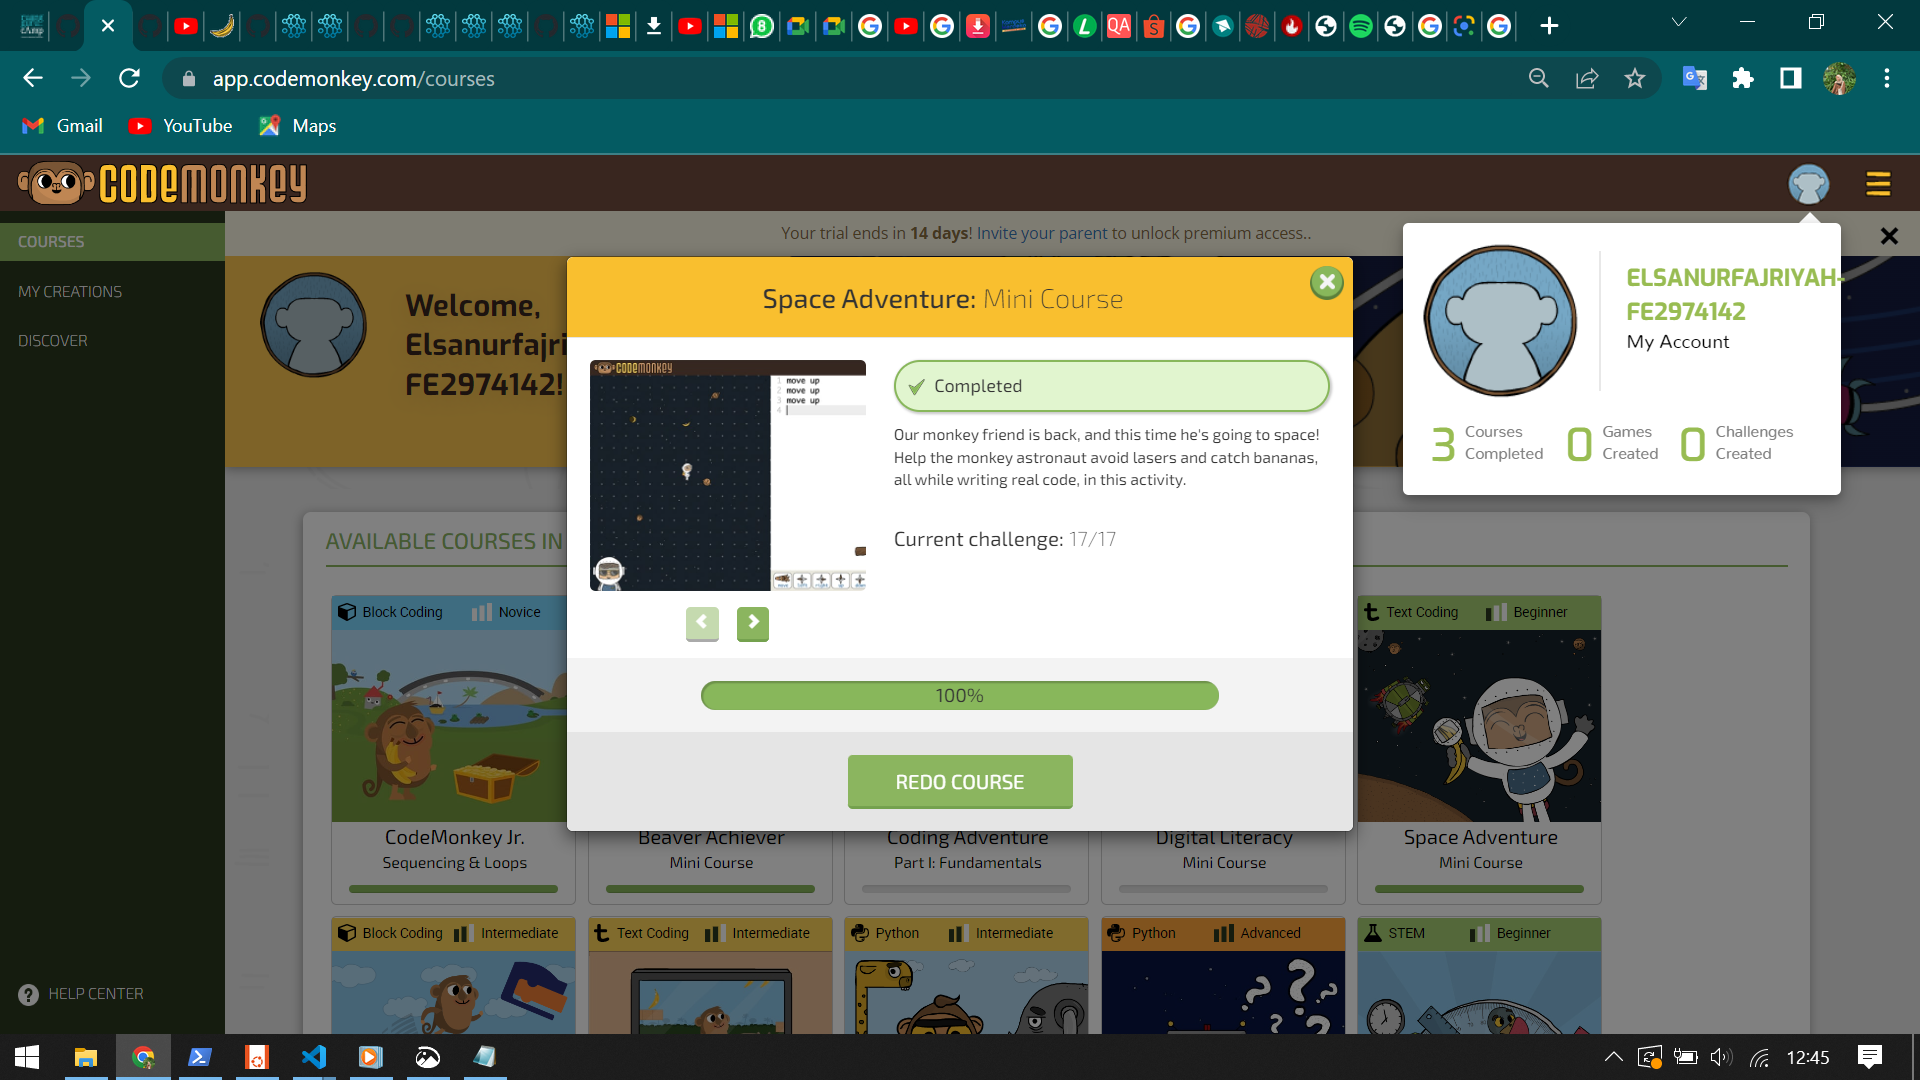 app.codemonkey.com/courses
Gmail
YouTube
Maps
CODEMONKEY
COURSES
MY CREATIONS
DISCOVER
HELP CENTER
Your trial ends in 14 days! Invite your parent to unlock premium access..
Welcome,
Elsanurfajri
FE2974142!
ELSANURFAJRIYAH-
FE2974142
My Account
3 Courses Completed
0 Games Created
0 Challenges Created
Space Adventure: Mini Course
CODEMONKEY
1 move up
2 move up
3 move up
4
Completed
Our monkey friend is back, and this time he's going to space!
Help the monkey astronaut avoid lasers and catch bananas,
all while writing real code, in this activity.
Current challenge: 17/17
100%
REDO COURSE
AVAILABLE COURSES IN
Block Coding Novice
Text Coding Beginner
CodeMonkey Jr.
Sequencing & Loops
Beaver Achiever
Mini Course
Coding Adventure
Part I: Fundamentals
Digital Literacy
Mini Course
Space Adventure
Mini Course
Block Coding Intermediate
Text Coding Intermediate
Python Intermediate
Python Advanced
STEM Beginner
12:45